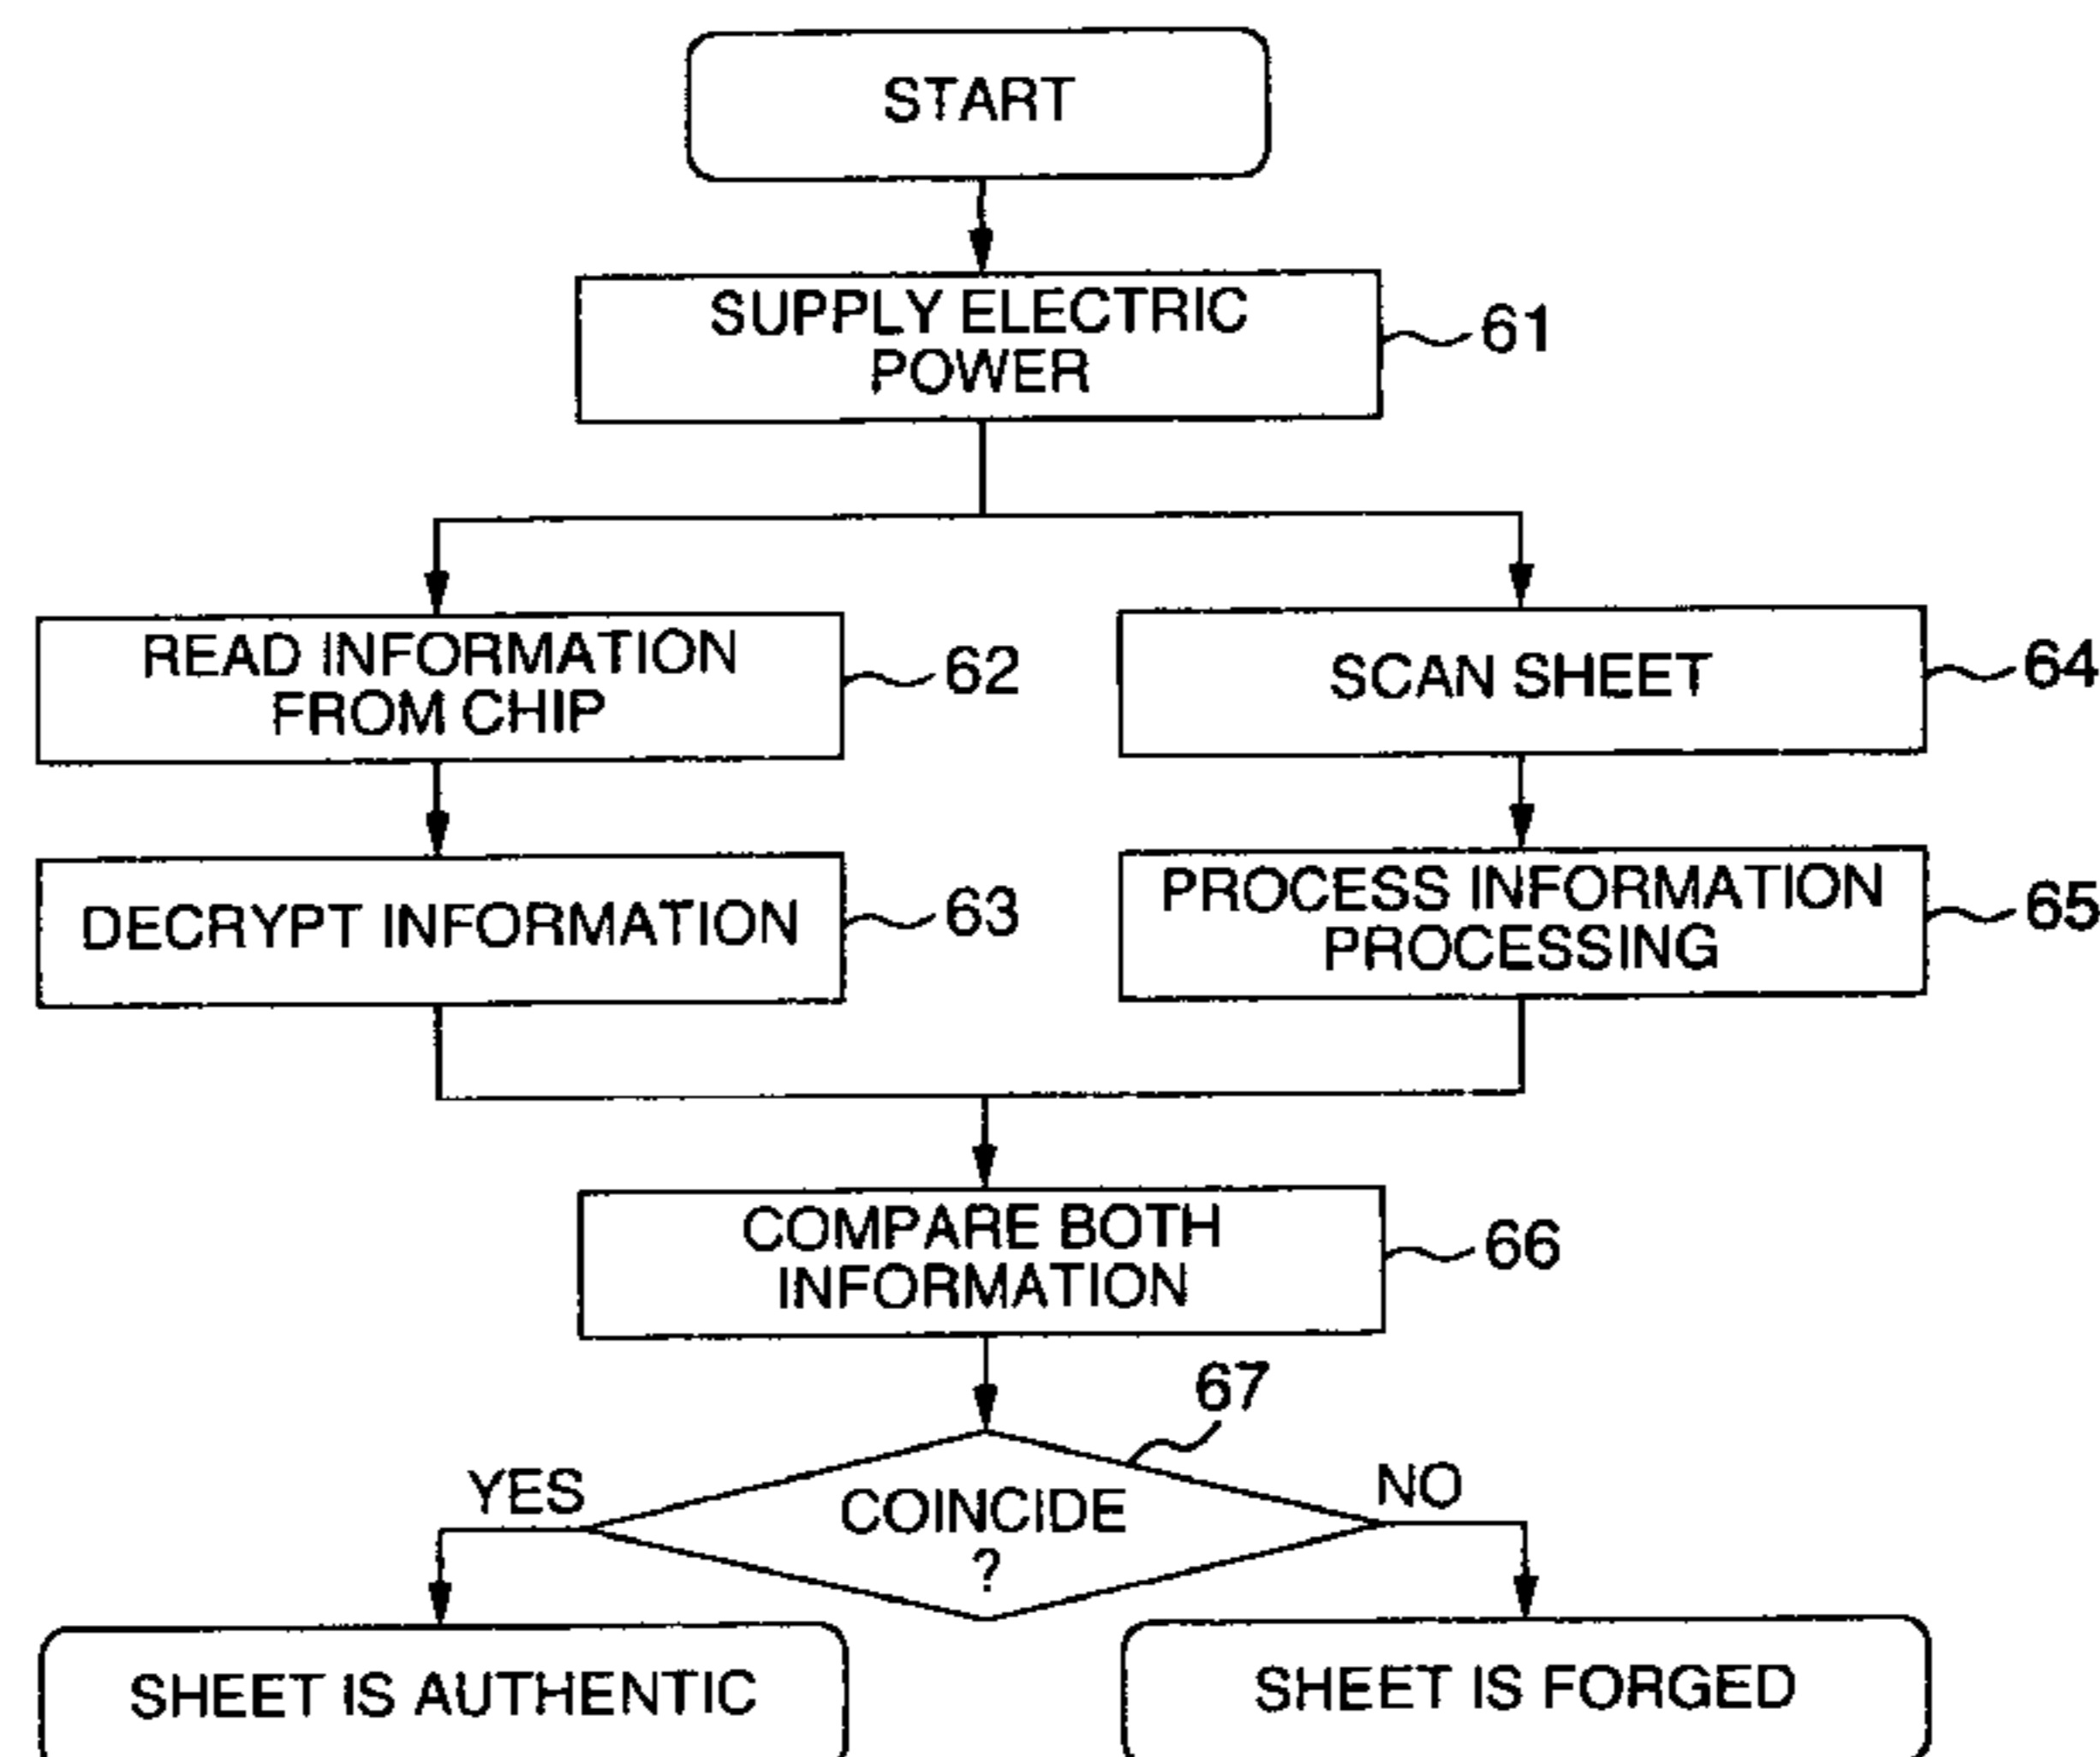 START
SUPPLY ELECTRIC
POWER
61
READ INFORMATION
FROM CHIP
62
SCAN SHEET
64
DECRYPT INFORMATION
63
PROCESS INFORMATION
PROCESSING
65
COMPARE BOTH
INFORMATION
66
67
YES
COINCIDE
?
NO
SHEET IS AUTHENTIC
SHEET IS FORGED